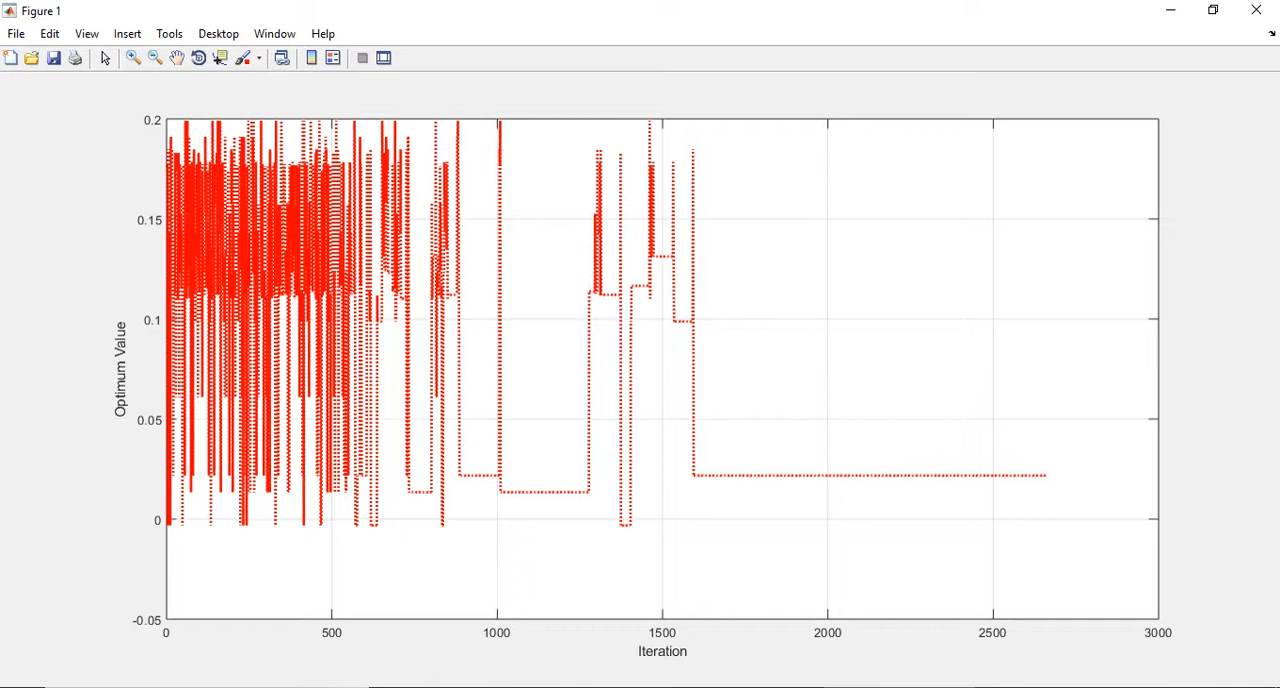 Figure 1
File Edit View Insert Tools Desktop Window Help
0.2
0.15
0.1
0.05
0
-0.05
Optimum Value
0 500 1000 1500 2000 2500 3000
Iteration